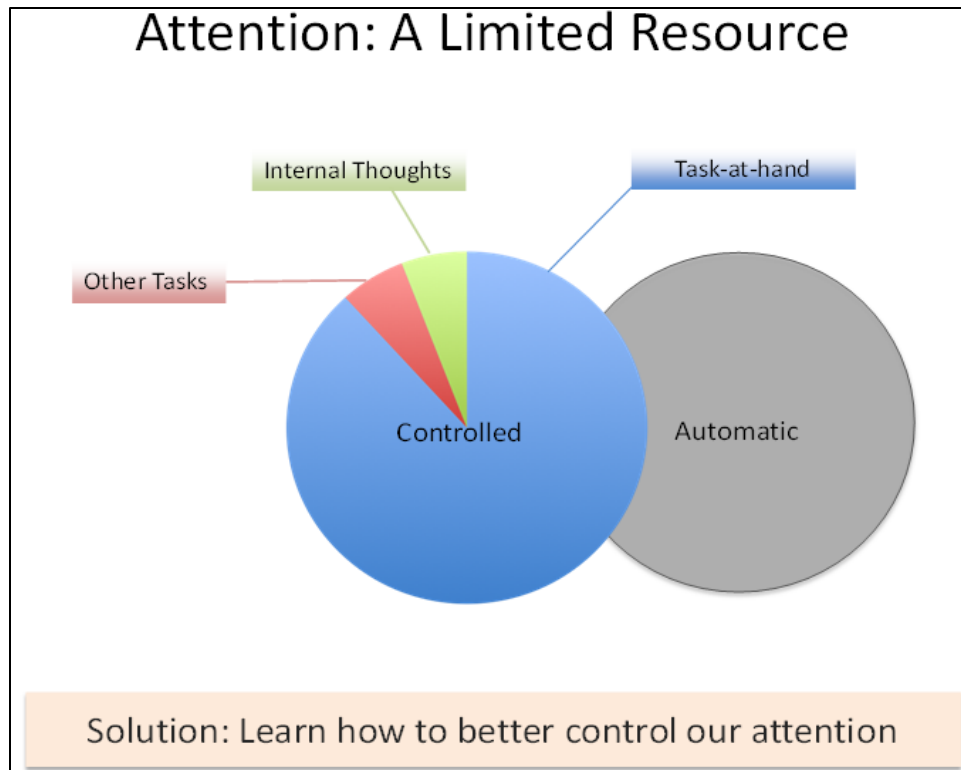 Attention: A Limited Resource
Internal Thoughts
Task-at-hand
Other Tasks
Controlled
Automatic
Solution: Learn how to better control our attention